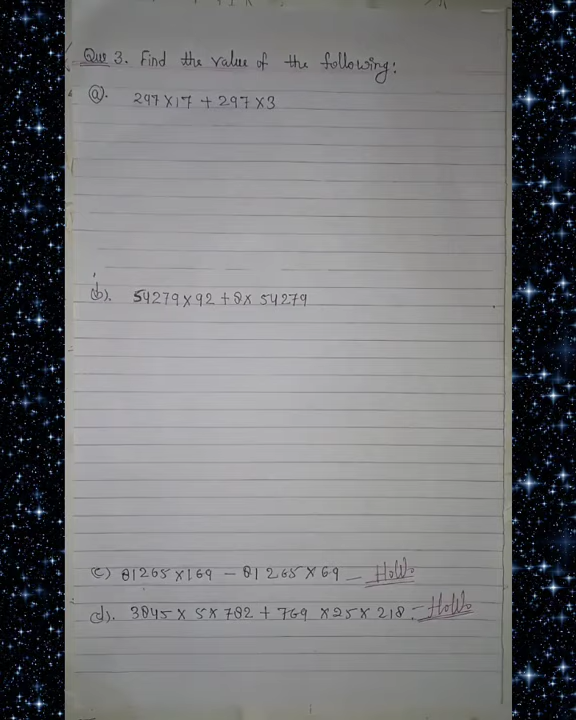 Que 3. Find the value of the following:
(a). 297 × 17 + 297 × 3
(b). 54279 × 92 + 8 × 54279
(c) 81265 × 169 – 81265 × 69 – H.W.
(d). 3845 × 5 × 782 + 769 × 25 × 218. – H.W.